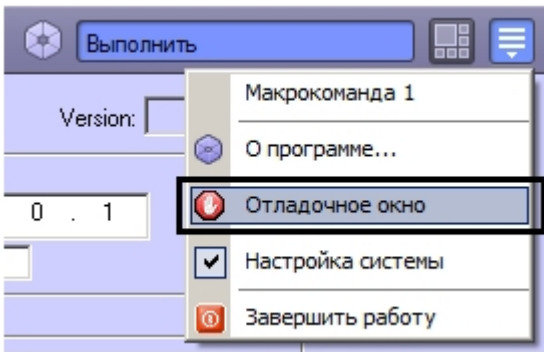 Выполнить
Макрокоманда 1
Version:
О программе...
0 . 1
Отладочное окно
Настройка системы
Завершить работу